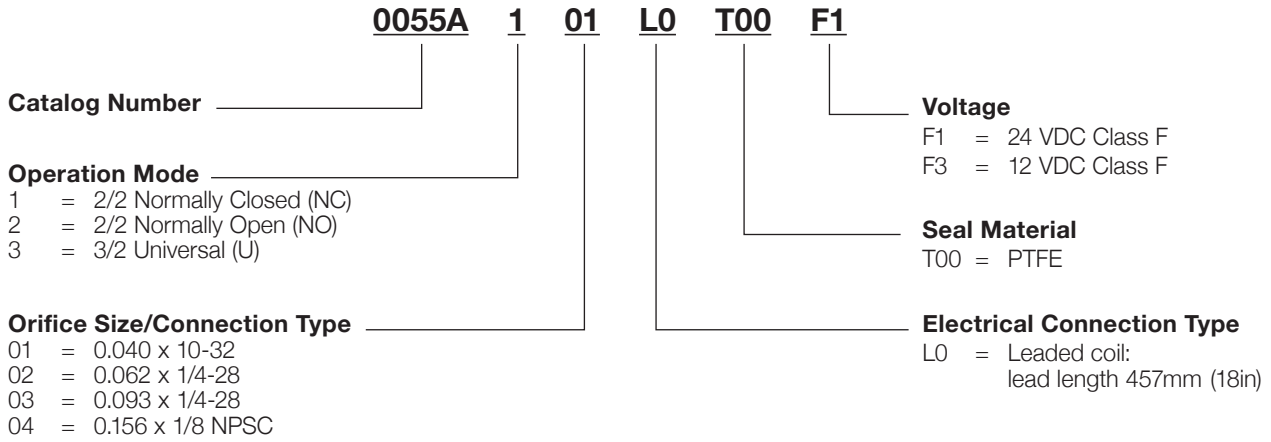 0055A 1 01 L0 T00 F1
Catalog Number
Operation Mode
1 = 2/2 Normally Closed (NC)
2 = 2/2 Normally Open (NO)
3 = 3/2 Universal (U)
Orifice Size/Connection Type
01 = 0.040 x 10-32
02 = 0.062 x 1/4-28
03 = 0.093 x 1/4-28
04 = 0.156 x 1/8 NPSC
Voltage
F1 = 24 VDC Class F
F3 = 12 VDC Class F
Seal Material
T00 = PTFE
Electrical Connection Type
L0 = Leaded coil:
lead length 457mm (18in)